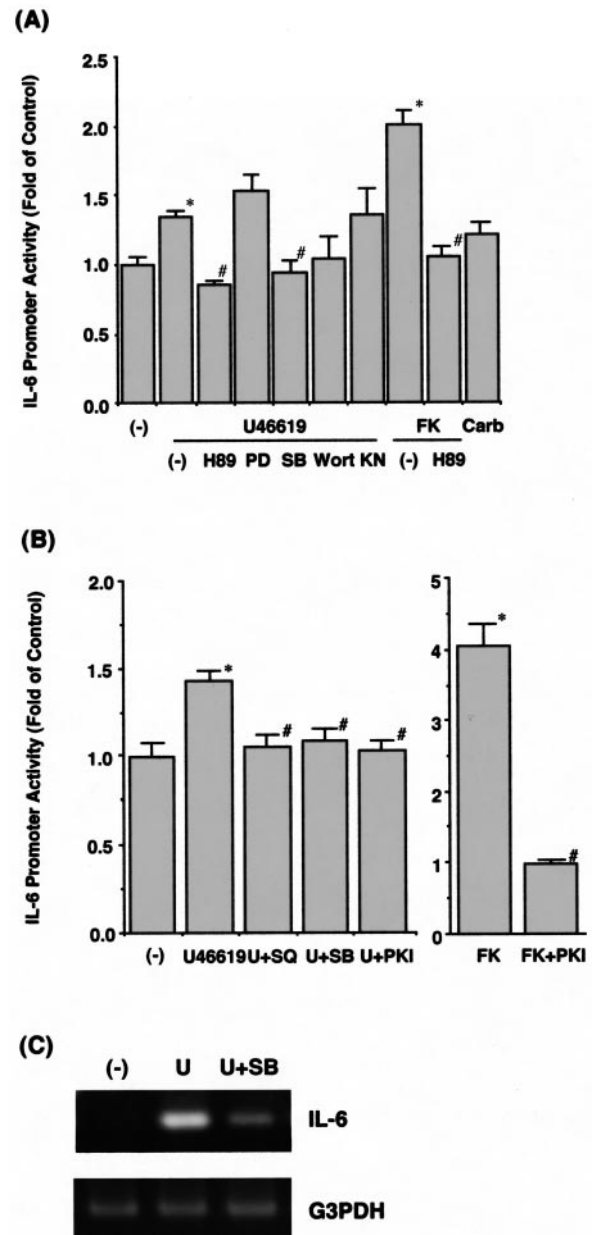 (A)
IL-6 Promoter Activity (Fold of Control)
2.5
2.0
1.5
1.0
0.5
0.0
*
#
#
*
#
(-) U46619 FK Carb
(-) H89 PD SB Wort KN (-) H89
(B)
IL-6 Promoter Activity (Fold of Control)
2.0
1.5
1.0
0.5
0.0
*
#
#
#
(-) U46619 U+SQ U+SB U+PKI
5
4
3
2
1
0
*
#
FK FK+PKI
(C)
(-) U U+SB
IL-6
G3PDH